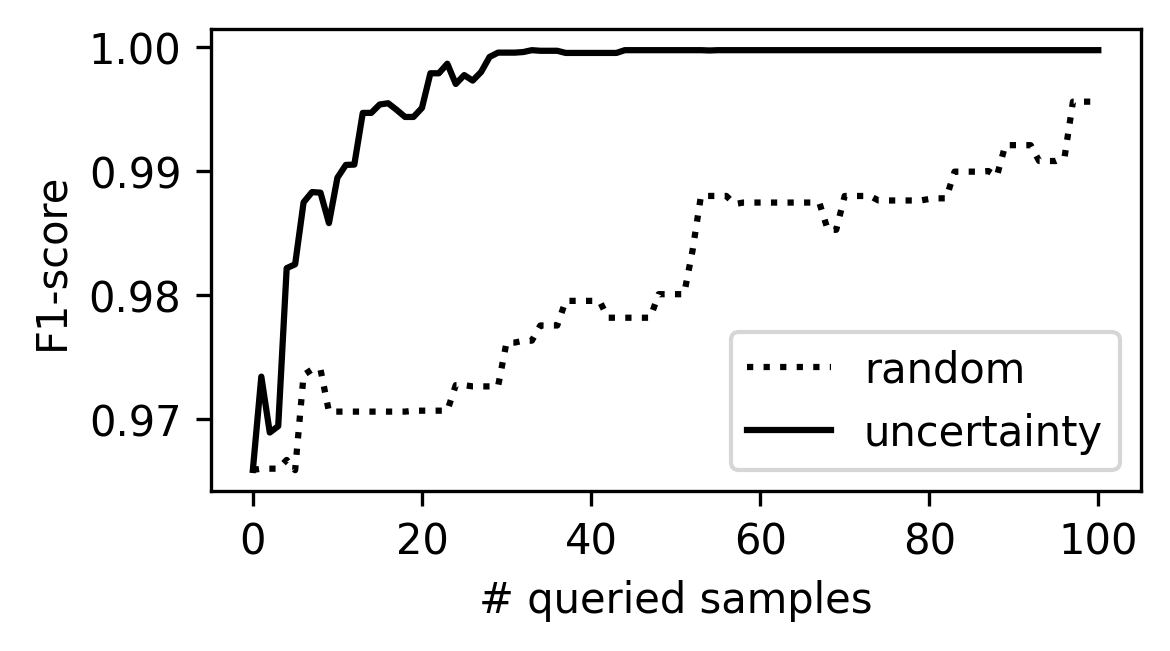 1.00
0.99
0.98
0.97
F1-score
0 20 40 60 80 100
# queried samples
random
uncertainty